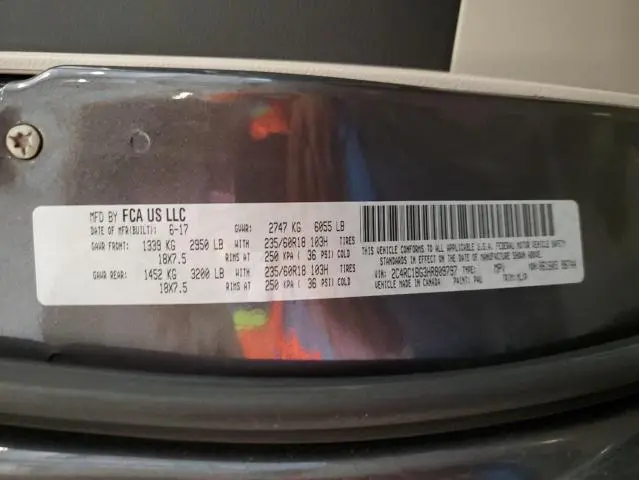 MFD BY FCA US LLC
DATE OF MFR(BUILT): 6-17 GVWR: 2747 KG 6055 LB
GAWR FRONT: 1339 KG 2950 LB WITH 235/60R18 103H TIRES
18X7.5 RIMS AT 250 KPA ( 36 PSI) COLD
GAWR REAR: 1452 KG 3200 LB WITH 235/60R18 103H TIRES
18X7.5 RIMS AT 250 KPA ( 36 PSI) COLD
THIS VEHICLE CONFORMS TO ALL APPLICABLE U.S.A. FEDERAL MOTOR VEHICLE SAFETY
STANDARDS IN EFFECT ON THE DATE OF MANUFACTURE SHOWN ABOVE.
VIN: 2C4RC1BG3HR809797 TYPE: MPV
VEHICLE MADE IN CANADA PAINT: PAU TRIM: